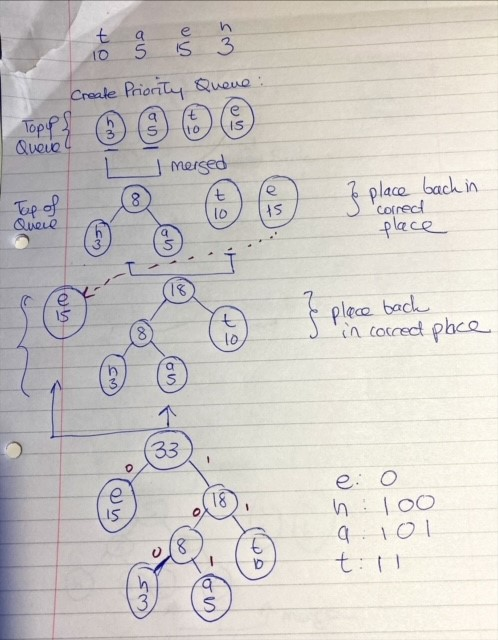 t a e h
10 5 15 3
Create Priority Queue:
Top of Queue { h 3 a 5 t 10 e 15
merged
Top of Queue 8 t 10 e 15 } place back in correct place
h 3 a 5
e 15 18 } place back in correct place
8 t 10
h 3 a 5
33
0 1
e 15 18 e: 0
0 1 h: 100
8 t 10 a: 101
0 1 t: 11
h 3 a 5